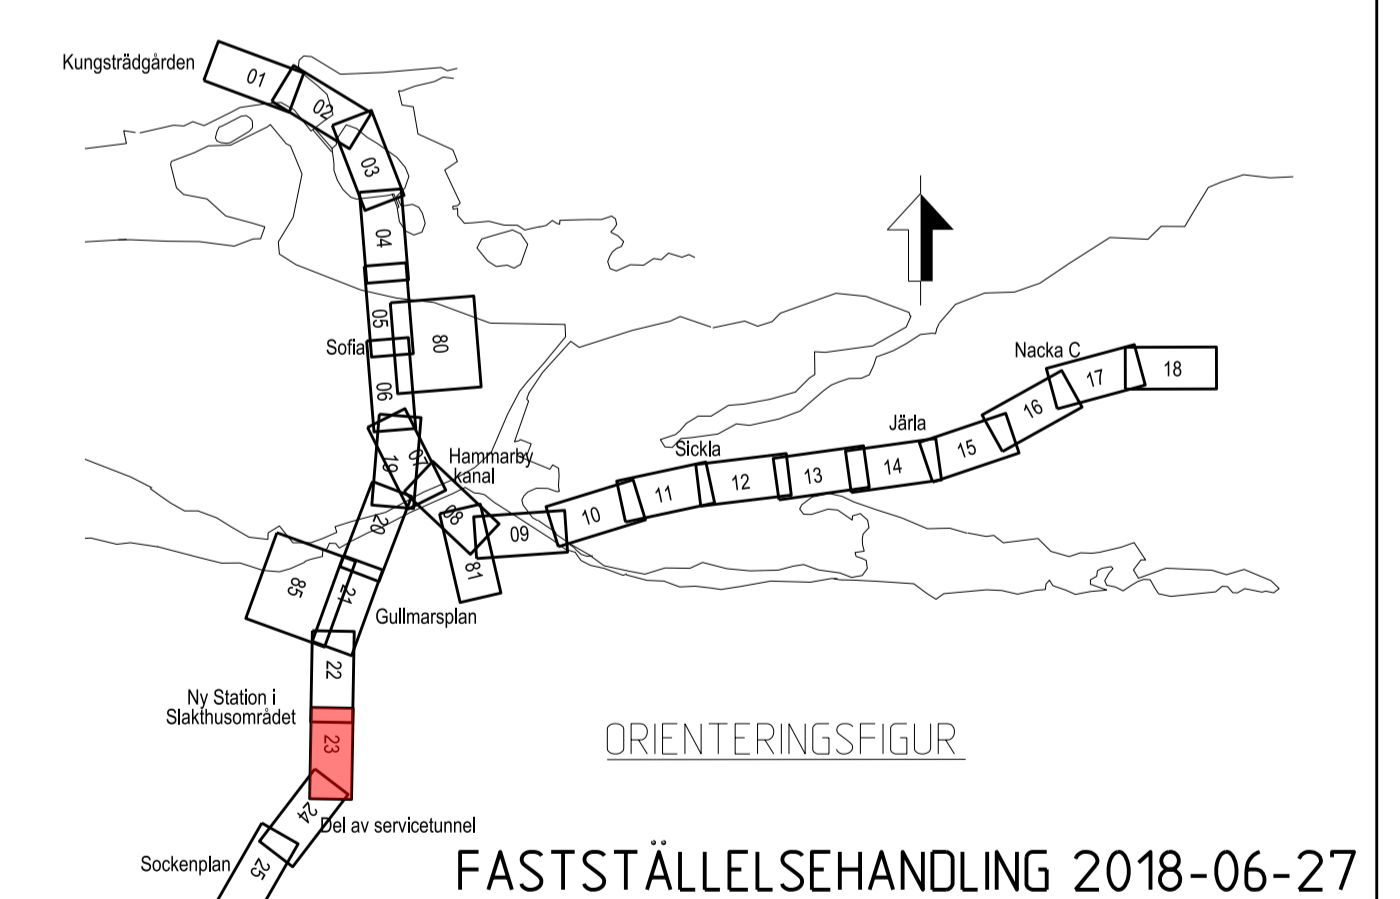 Kungsträdgården
01
02
03
04
05
Sofia
80
06
07
19
Hammarby
kanal
08
20
09
81
10
11
Sickla
12
13
14
Järla
15
16
Nacka C
17
18
85
21
Gullmarsplan
22
Ny Station i
Slakthusområdet
23
24
Del av servicetunnel
Sockenplan
25
ORIENTERINGSFIGUR
FASTSTÄLLELSEHANDLING 2018-06-27